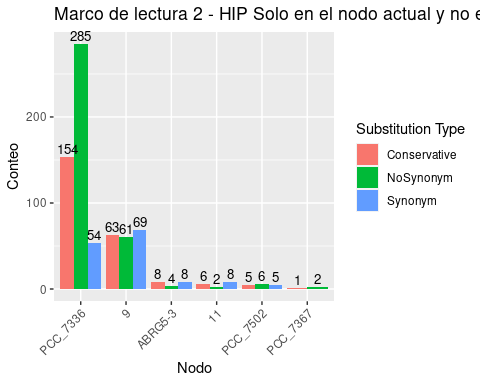 Marco de lectura 2 - HIP Solo en el nodo actual y no e
Conteo
200
100
0
285
154
54
63
61
69
8
4
8
6
2
8
5
6
5
1
2
PCC_7336
9
ABRG5-3
11
PCC_7502
PCC_7367
Nodo
Substitution Type
Conservative
NoSynonym
Synonym